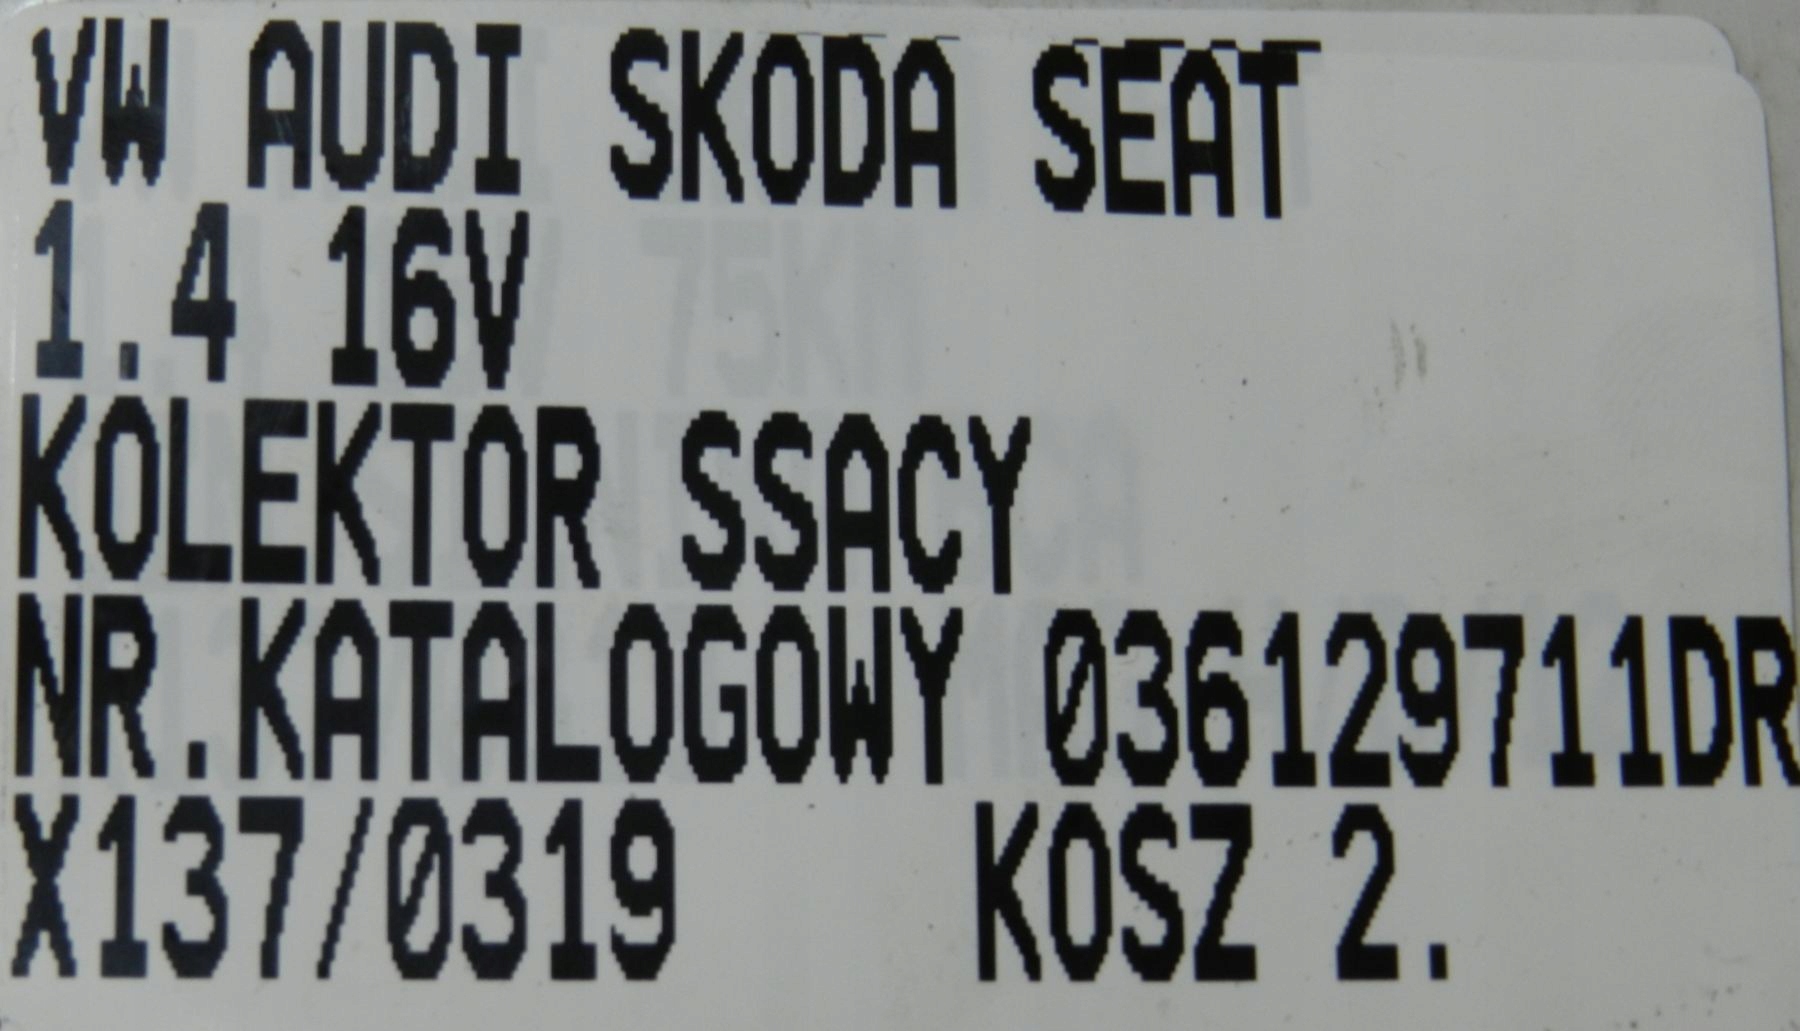 VW AUDI SKODA SEAT
1.4 16V
KOLEKTOR SSACY
NR.KATALOGOWY 036129711DR
X137/0319 KOSZ 2.